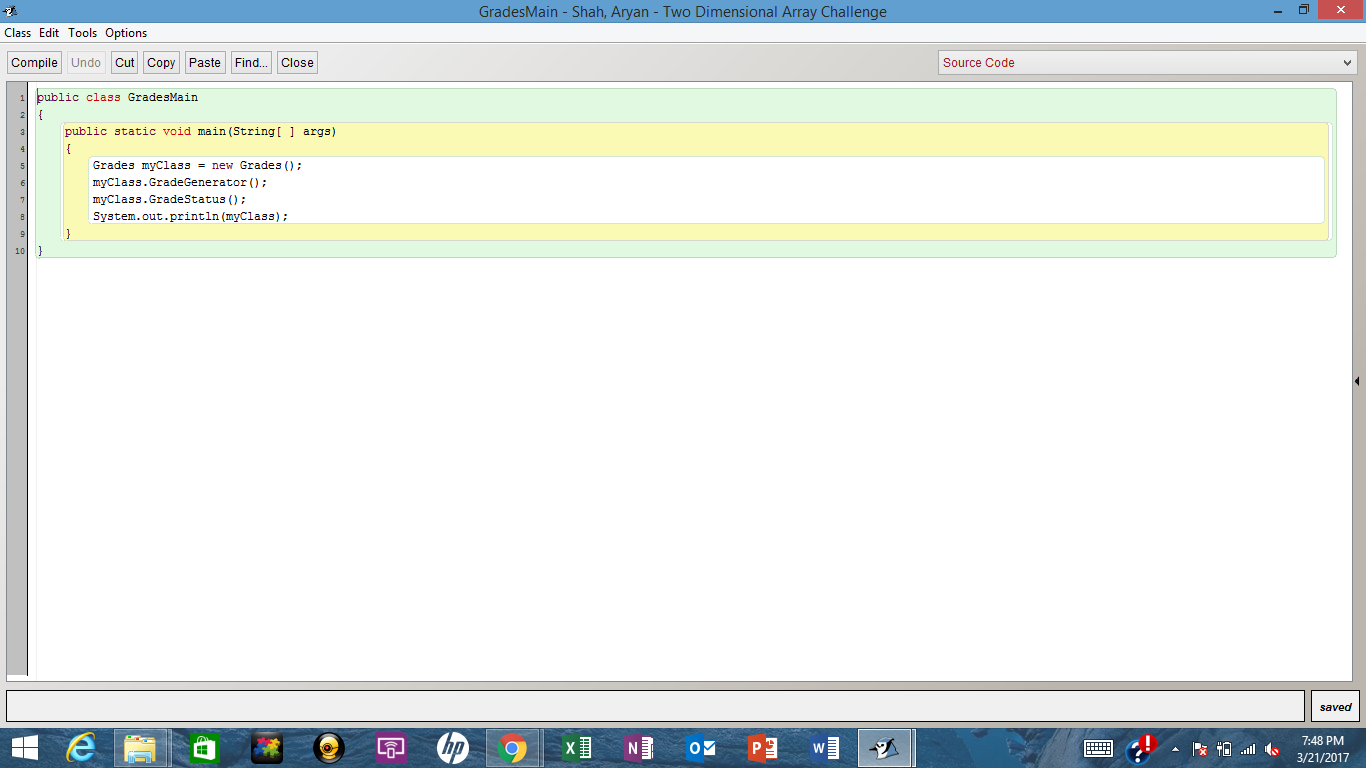 GradesMain - Shah, Aryan - Two Dimensional Array Challenge
Class Edit Tools Options
Compile Undo Cut Copy Paste Find... Close Source Code
1 public class GradesMain
2 {
3 public static void main(String[ ] args)
4 {
5 Grades myClass = new Grades();
6 myClass.GradeGenerator();
7 myClass.GradeStatus();
8 System.out.println(myClass);
9 }
10 }
saved
7:48 PM
3/21/2017